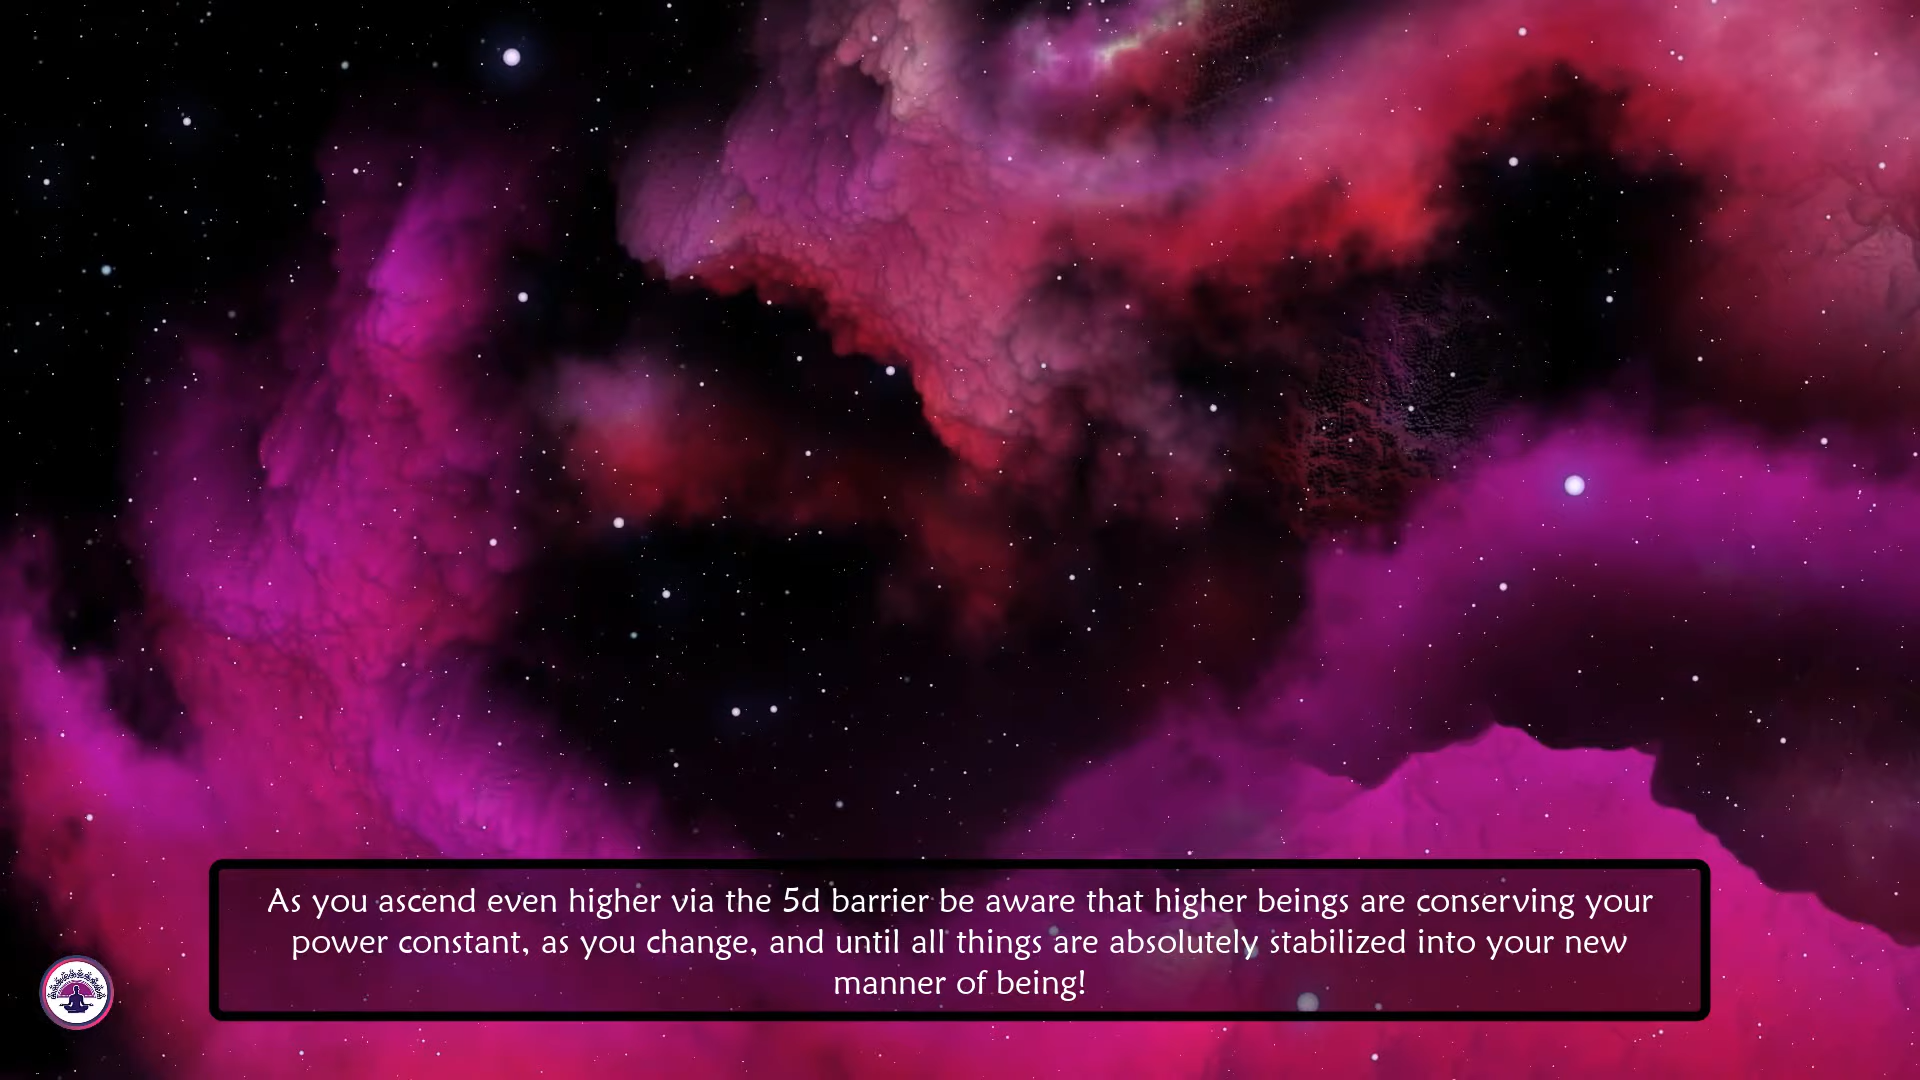 As you ascend even higher via the 5d barrier be aware that higher beings are conserving your
power constant, as you change, and until all things are absolutely stabilized into your new
manner of being!